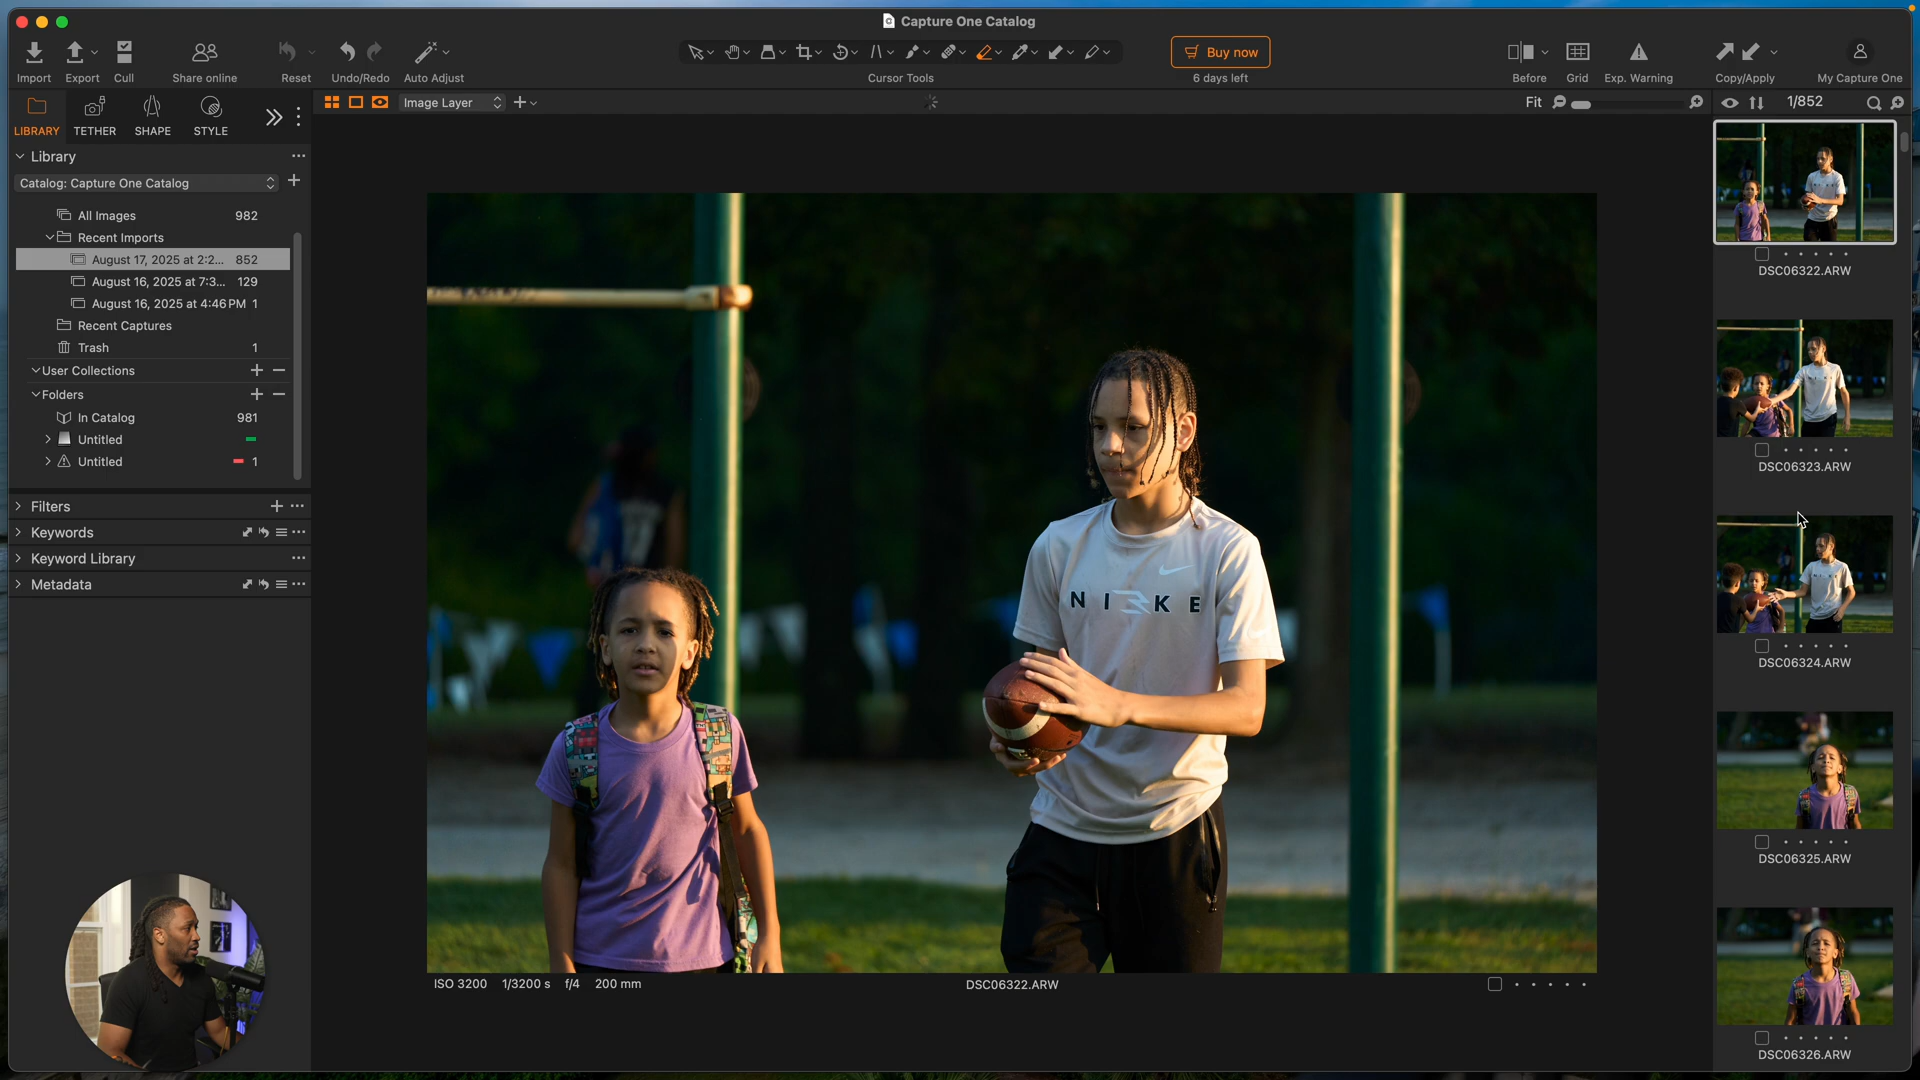 Capture One Catalog
Import
Export
Cull
Share online
Reset
Undo/Redo
Auto Adjust
Cursor Tools
Buy now
6 days left
Before
Grid
Exp. Warning
Copy/Apply
My Capture One
LIBRARY
TETHER
SHAPE
STYLE
Image Layer
Fit
1/852
Library
Catalog: Capture One Catalog
All Images 982
Recent Imports
August 17, 2025 at 2:2... 852
August 16, 2025 at 7:3... 129
August 16, 2025 at 4:46 PM 1
Recent Captures
Trash 1
User Collections
Folders
In Catalog 981
Untitled
Untitled 1
Filters
Keywords
Keyword Library
Metadata
NIKE
ISO 3200 1/3200 s f/4 200 mm
DSC06322.ARW
DSC06322.ARW
DSC06323.ARW
DSC06324.ARW
DSC06325.ARW
DSC06326.ARW